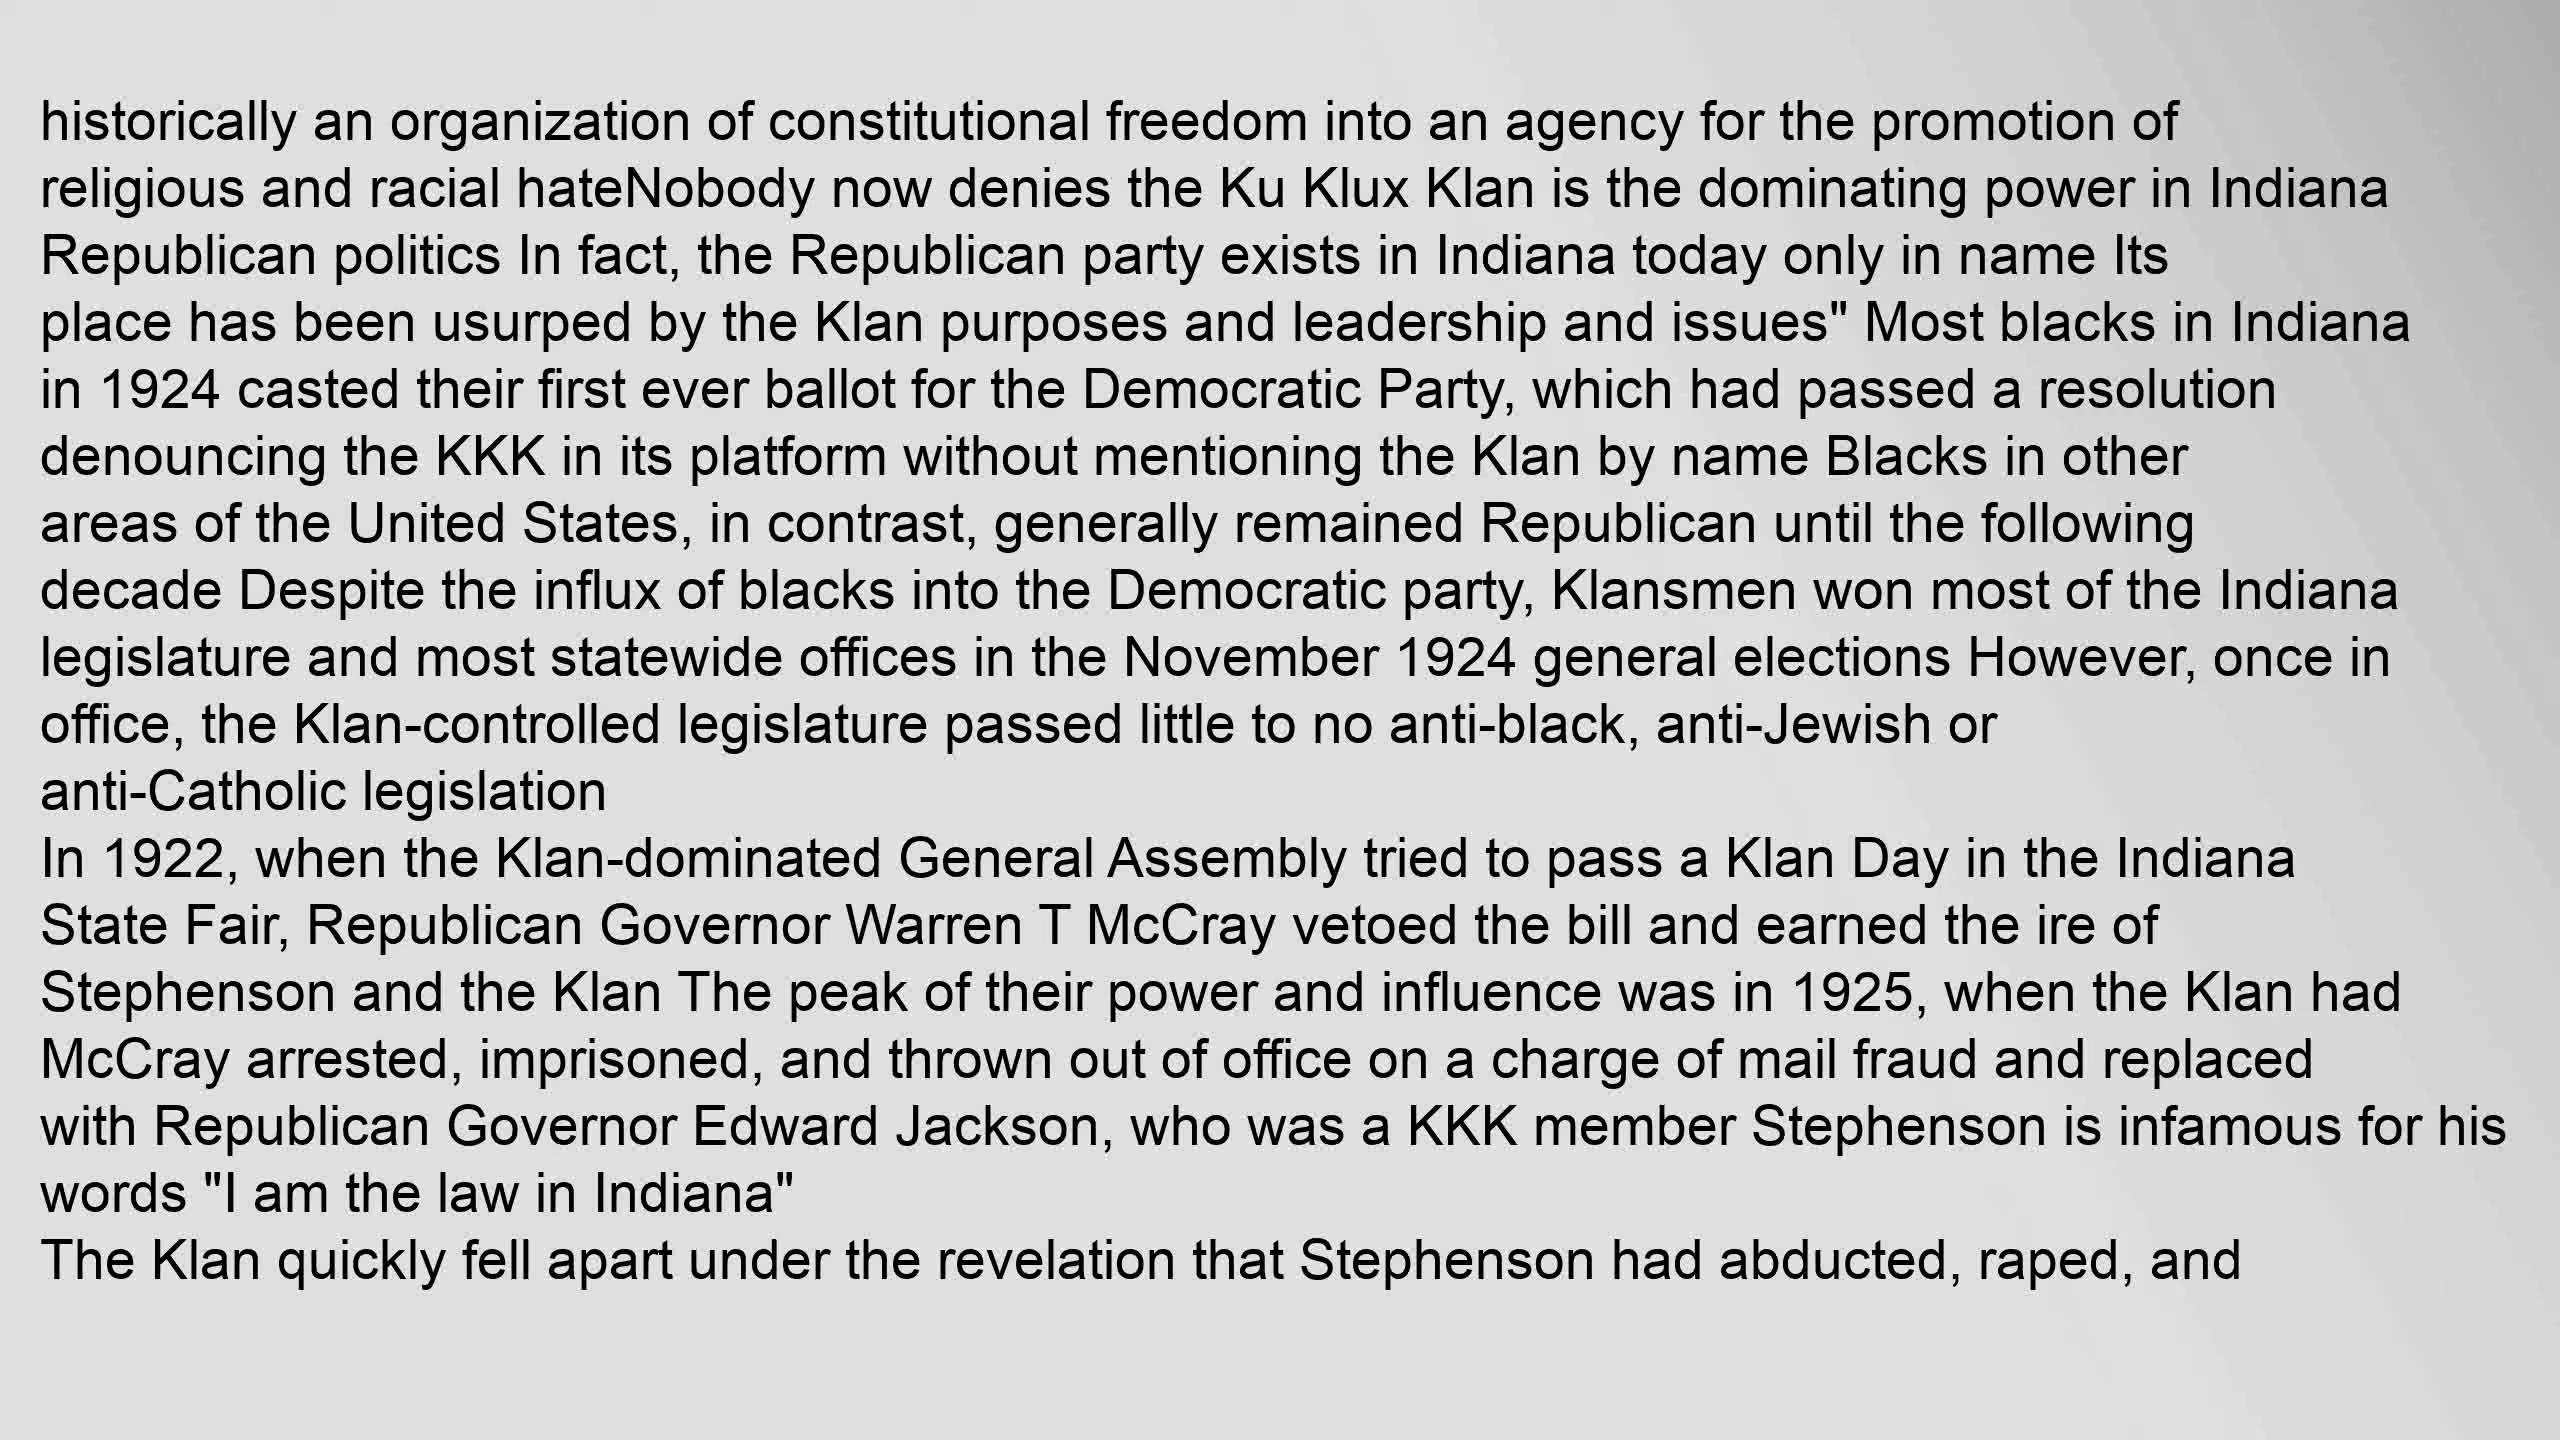 historically an organization of constitutional freedom into an agency for the promotion of
religious and racial hateNobody now denies the Ku Klux Klan is the dominating power in Indiana
Republican politics In fact, the Republican party exists in Indiana today only in name Its
place has been usurped by the Klan purposes and leadership and issues" Most blacks in Indiana
in 1924 casted their first ever ballot for the Democratic Party, which had passed a resolution
denouncing the KKK in its platform without mentioning the Klan by name Blacks in other
areas of the United States, in contrast, generally remained Republican until the following
decade Despite the influx of blacks into the Democratic party, Klansmen won most of the Indiana
legislature and most statewide offices in the November 1924 general elections However, once in
office, the Klan-controlled legislature passed little to no anti-black, anti-Jewish or
anti-Catholic legislation
In 1922, when the Klan-dominated General Assembly tried to pass a Klan Day in the Indiana
State Fair, Republican Governor Warren T McCray vetoed the bill and earned the ire of
Stephenson and the Klan The peak of their power and influence was in 1925, when the Klan had
McCray arrested, imprisoned, and thrown out of office on a charge of mail fraud and replaced
with Republican Governor Edward Jackson, who was a KKK member Stephenson is infamous for his
words "I am the law in Indiana"
The Klan quickly fell apart under the revelation that Stephenson had abducted, raped, and